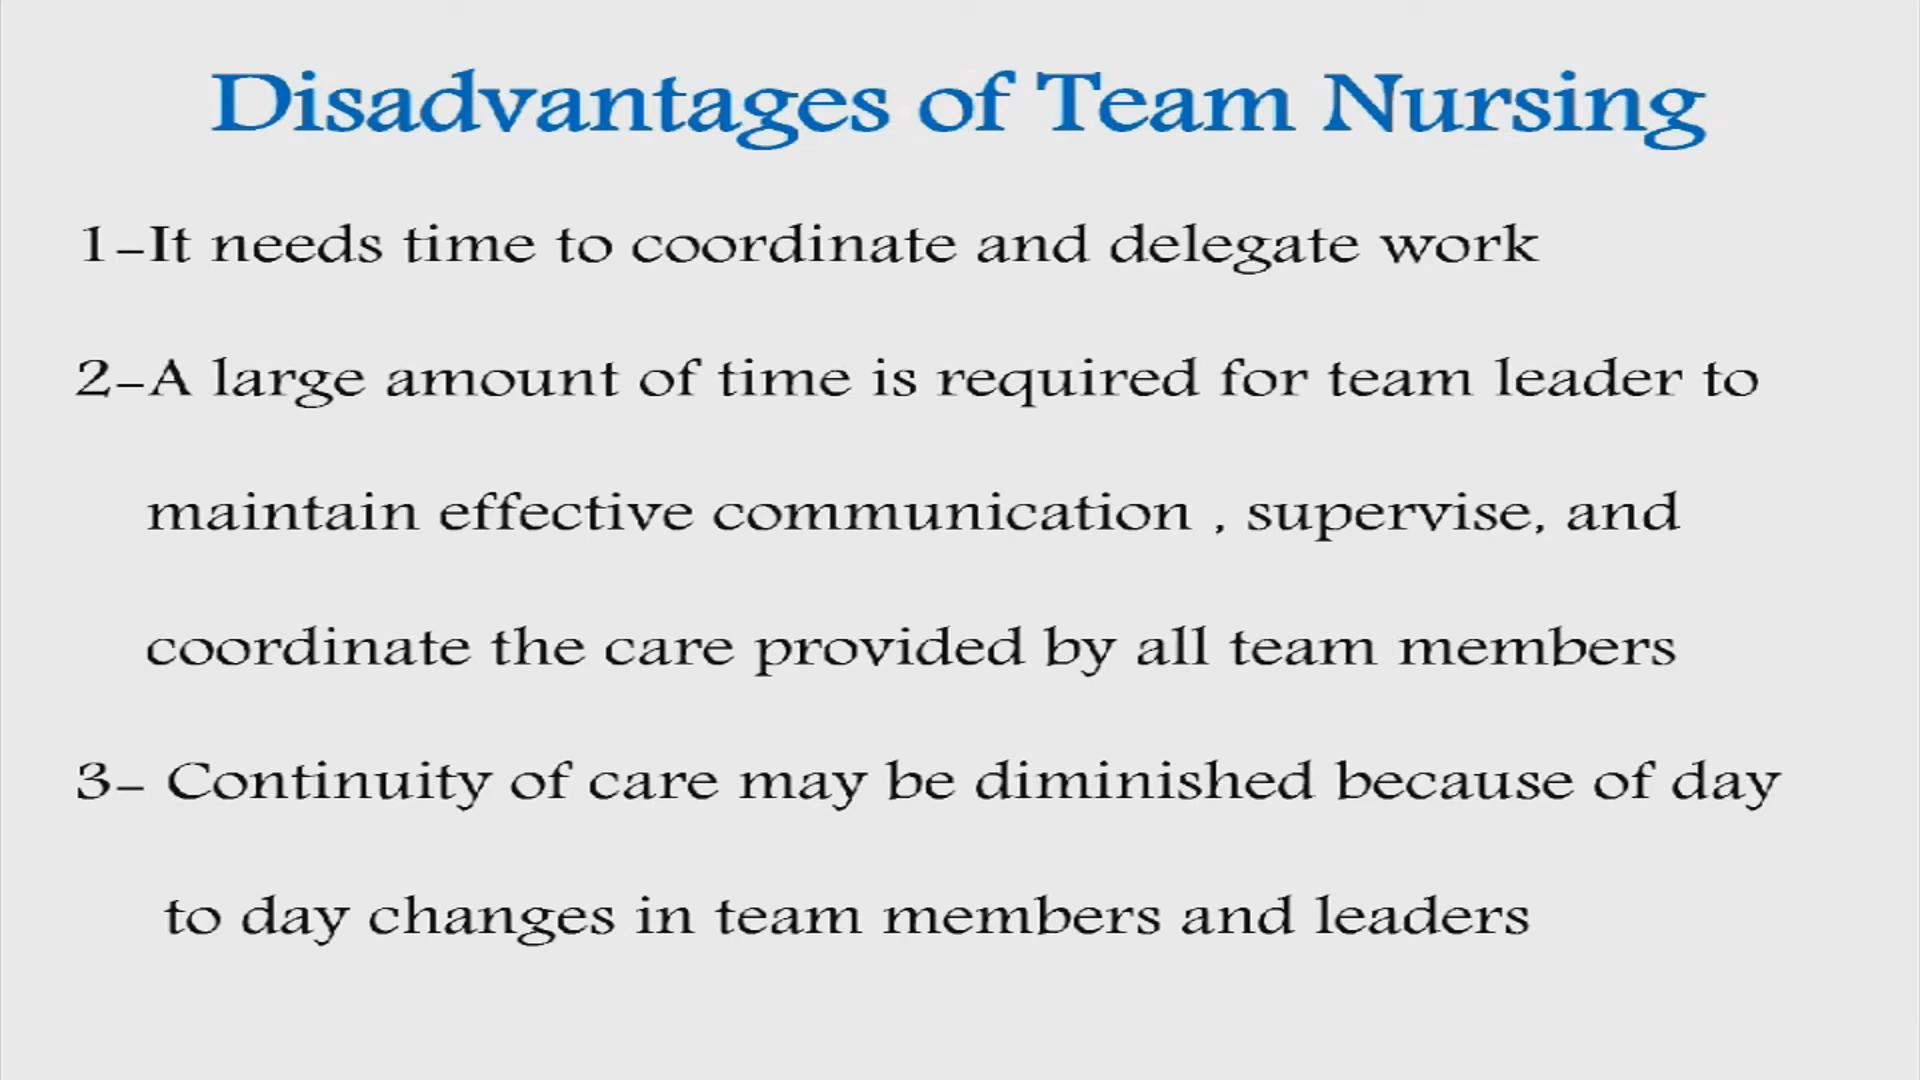 Disadvantages of Team Nursing
1-It needs time to coordinate and delegate work
2-A large amount of time is required for team leader to
maintain effective communication , supervise, and
coordinate the care provided by all team members
3- Continuity of care may be diminished because of day
to day changes in team members and leaders